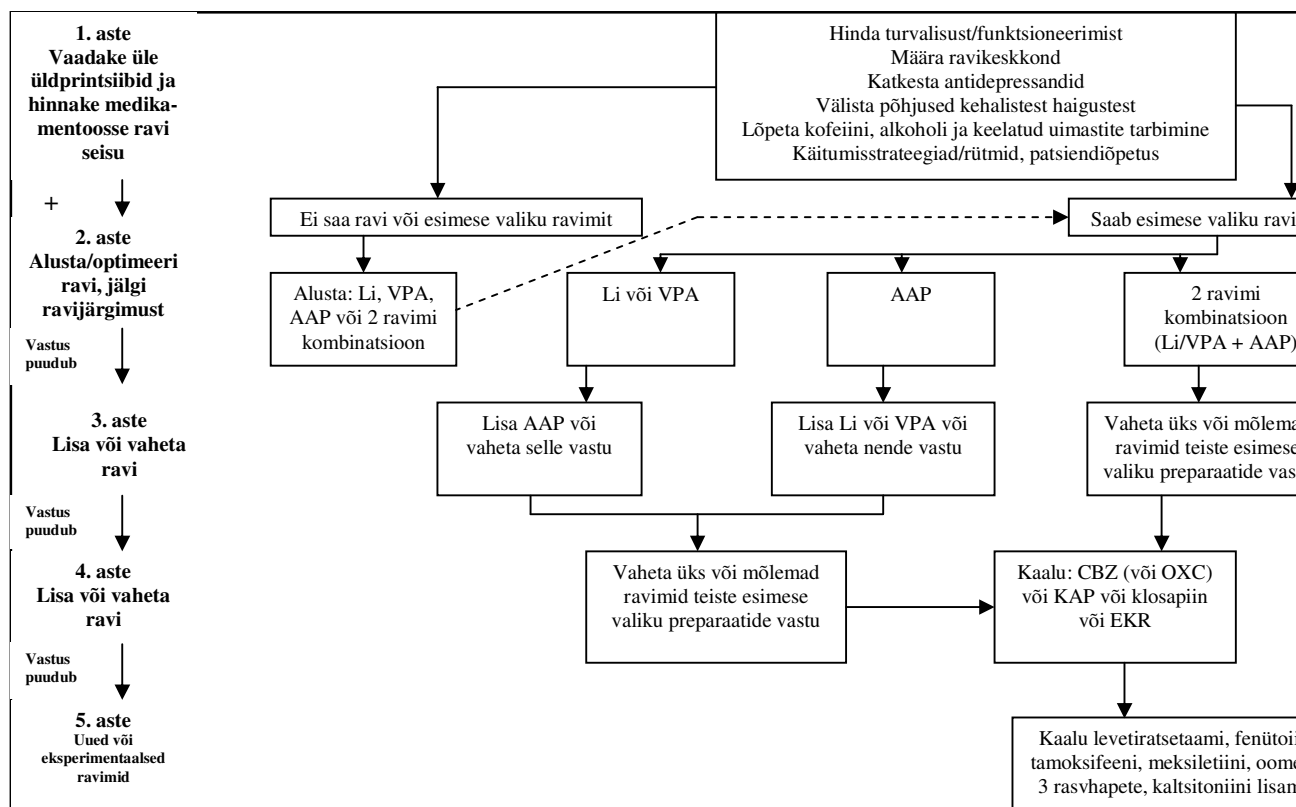 1. aste
Vaadake üle
üldprintsiibid ja
hinnake medika-
mentoosse ravi
seisu
+
2. aste
Alusta/optimeeri
ravi, jälgi
ravijärgimust
Vastus
puudub
3. aste
Lisa või vaheta
ravi
Vastus
puudub
4. aste
Lisa või vaheta
ravi
Vastus
puudub
5. aste
Uued või
eksperimentaalsed
ravimid
Hinda turvalisust/funktsioneerimist
Määra ravikeskkond
Katkesta antidepressandid
Välista põhjused kehalistest haigustest
Lõpeta kofeiini, alkoholi ja keelatud uimastite tarbimine
Käitumisstrateegiad/rütmid, patsiendiõpetus
Ei saa ravi või esimese valiku ravimit
Saab esimese valiku
Alusta: Li, VPA,
AAP või 2 ravimi
kombinatsioon
Li või VPA
AAP
2 ravimi
kombinatsioon
(Li/VPA + AAP)
Lisa AAP või
vaheta selle vastu
Lisa Li või VPA või
vaheta nende vastu
Vaheta üks või
ravimid teiste esimese
valiku preparaatide
Vaheta üks või mõlemad
ravimid teiste esimese
valiku preparaatide vastu
Kaalu: CBZ (või OXC)
või KAP või klosapiin
või EKR
Kaalu levetiratsetaami,
tamoksifeeni, meksiletiini,
3 rasvhapete, kaltsitoniini